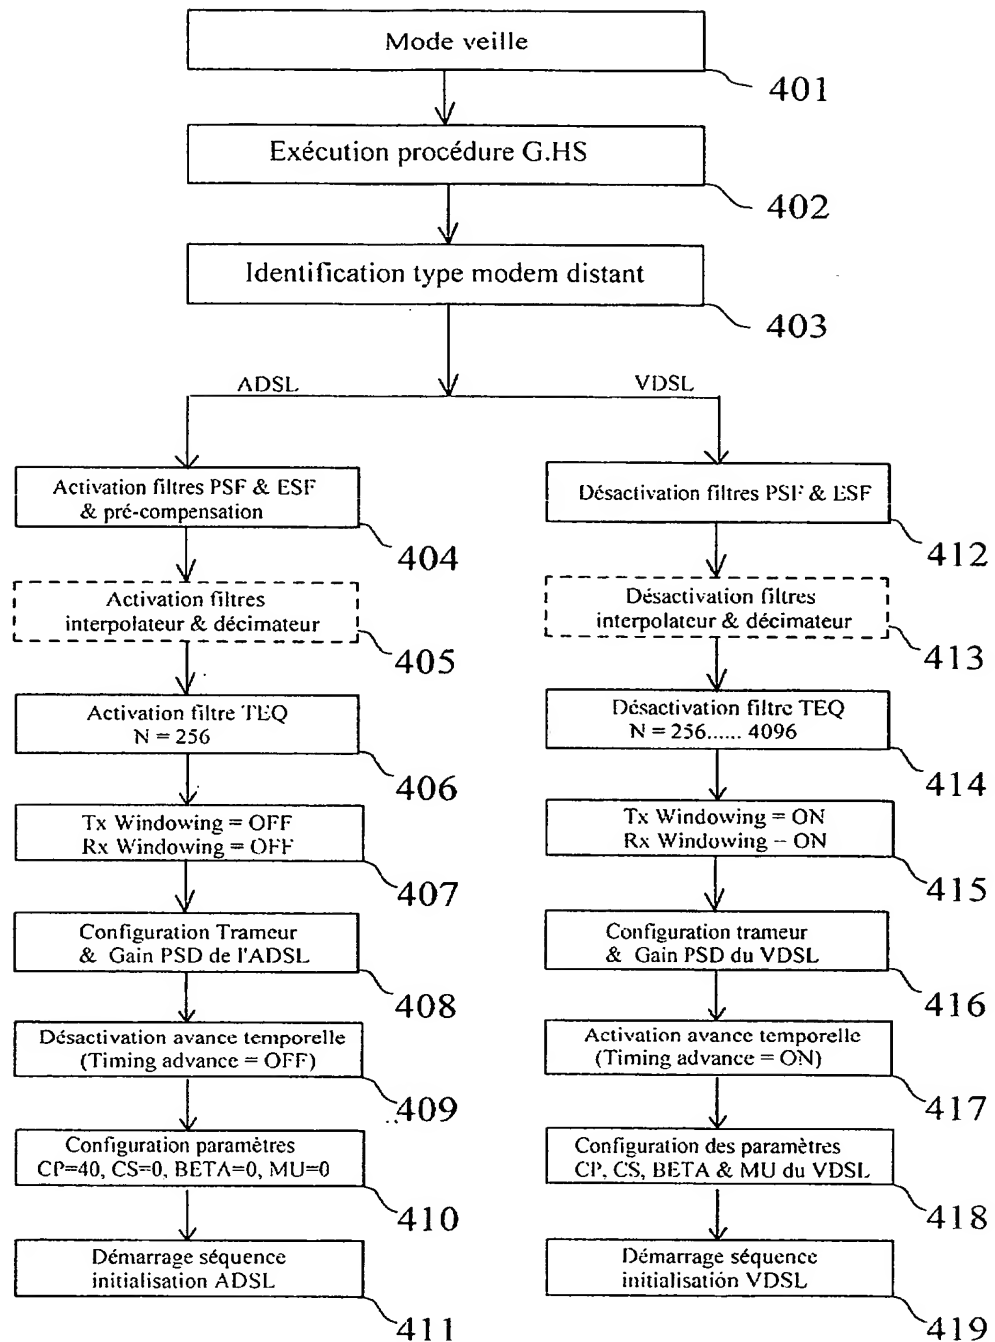 Mode veille
401
Exécution procédure G.HS
402
Identification type modem distant
403
ADSL
VDSL
Activation filtres PSF & ESF
& pré-compensation
404
Activation filtres
interpolateur & décimateur
405
Activation filtre TEQ
N = 256
406
Tx Windowing = OFF
Rx Windowing = OFF
407
Configuration Trameur
& Gain PSD de l'ADSL
408
Désactivation avance temporelle
(Timing advance = OFF)
409
Configuration paramètres
CP=40, CS=0, BETA=0, MU=0
410
Démarrage séquence
initialisation ADSL
411
Désactivation filtres PSF & ESF
412
Désactivation filtres
interpolateur & décimateur
413
Désactivation filtre TEQ
N = 256...... 4096
414
Tx Windowing = ON
Rx Windowing – ON
415
Configuration trameur
& Gain PSD du VDSL
416
Activation avance temporelle
(Timing advance = ON)
417
Configuration des paramètres
CP, CS, BETA & MU du VDSL
418
Démarrage séquence
initialisation VDSL
419